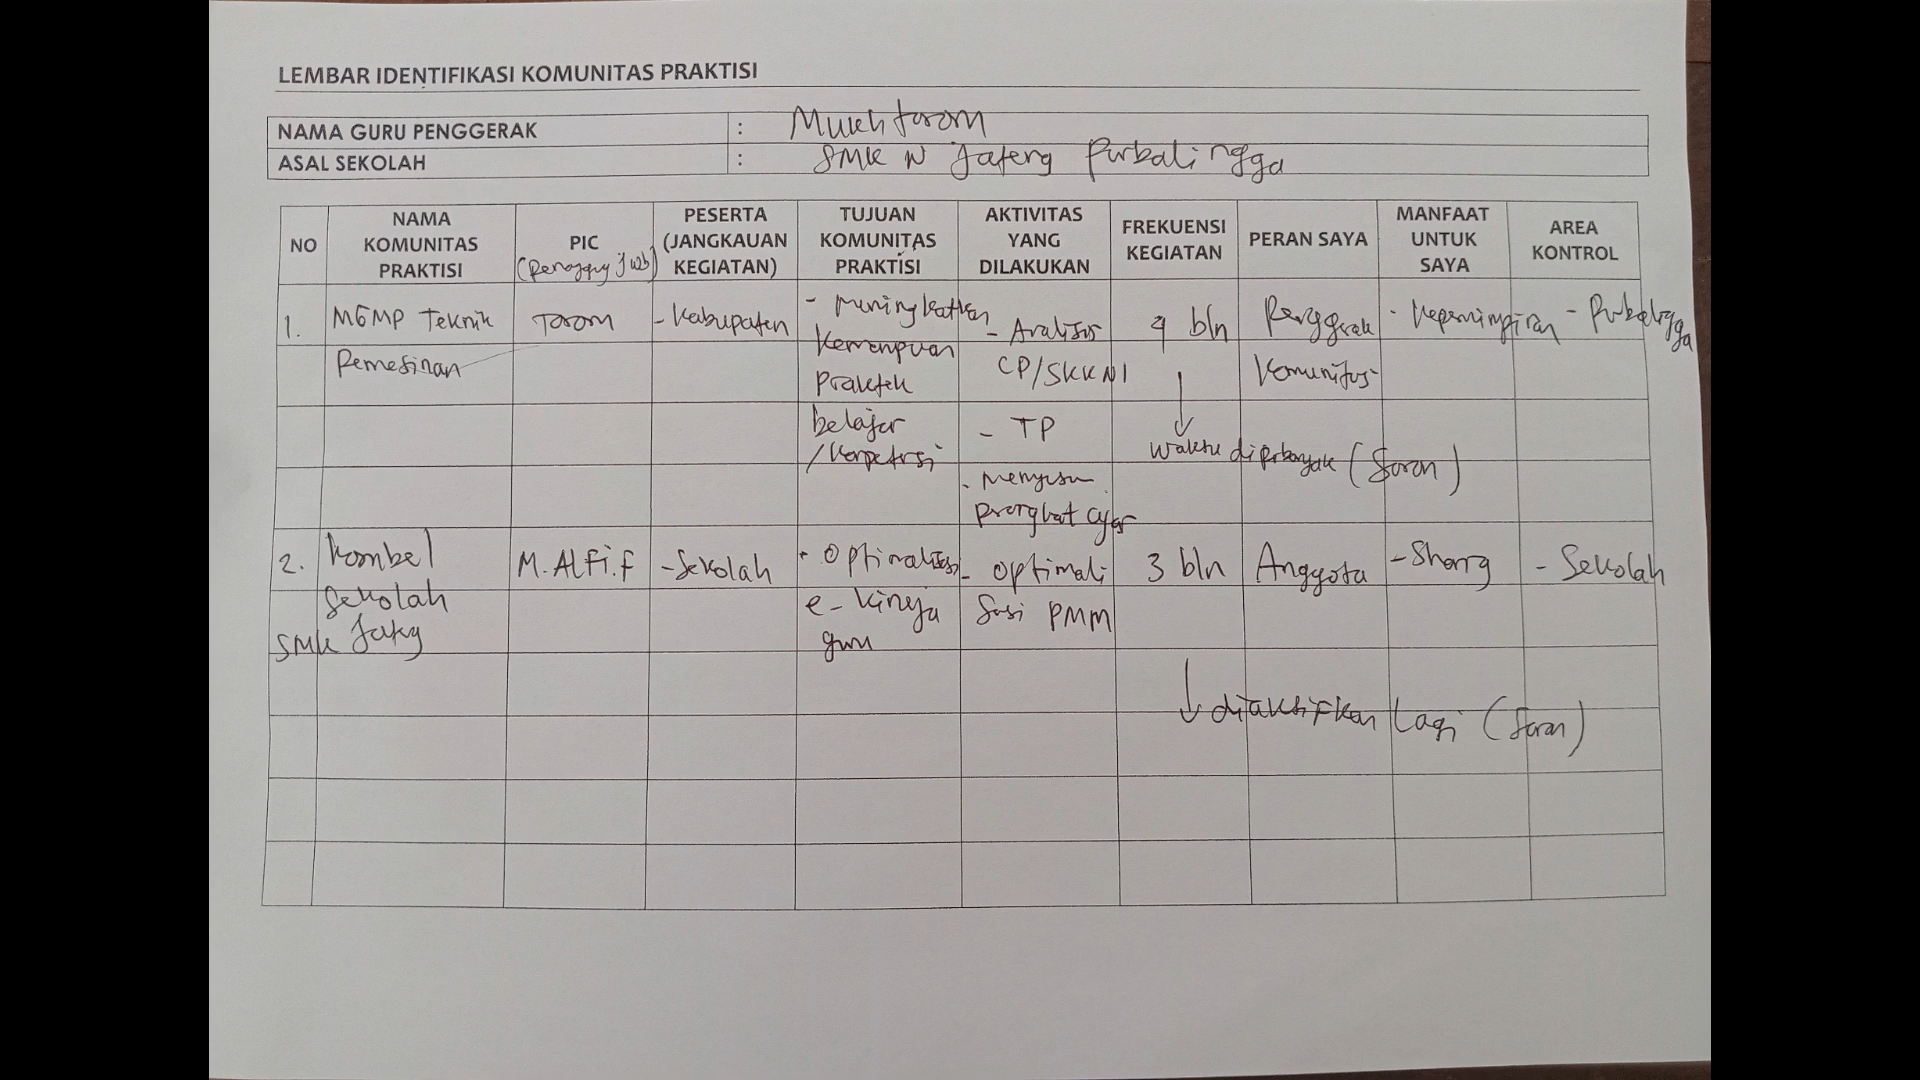 LEMBAR IDENTIFIKASI KOMUNITAS PRAKTISI
NAMA GURU PENGGERAK : Mukhtarom
ASAL SEKOLAH : SMK N Jateng Purbalingga
NO
NAMA KOMUNITAS PRAKTISI
PIC
PESERTA (JANGKAUAN KEGIATAN)
TUJUAN KOMUNITAS PRAKTISI
AKTIVITAS YANG DILAKUKAN
FREKUENSI KEGIATAN
PERAN SAYA
MANFAAT UNTUK SAYA
AREA KONTROL
1.
MGMP Teknik
Pemesinan
Tarom
- Kabupaten
- Meningkatkan
Kemampuan
Praktek
belajar
/Kompetensi
- Analisis
CP/SKKNI
- TP
- Menyusun
Perangkat ajar
4 bln
Waktu diperbanyak (Saran)
Penggerak
Komunitas
- Kepemimpinan
- Purbalingga
2.
Kombel
Sekolah
SMK Jateng
M. Alfi.F
- Sekolah
- Optimalisasi
e-kinerja
guru
- Optimali
sasi PMM
3 bln
Anggota
- Sharing
- Sekolah
diaktifkan lagi (Saran)